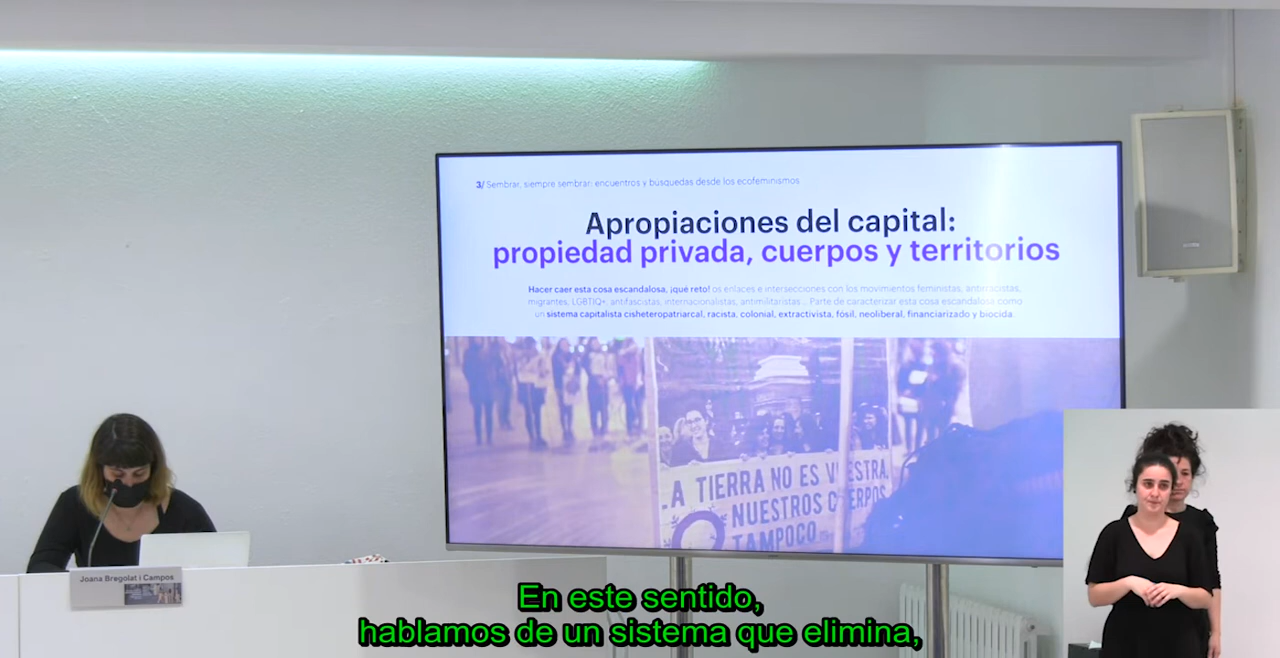 3/ Sembrar, siempre sembrar: encuentros y busquedas desde los ecofeminismos
Apropiaciones del capital:
propiedad privada, cuerpos y territorios
Hacer caer esta cosa escandalosa, ¡qué reto! os enlaces e intersecciones con los movimientos feministas, antirracistas,
migrantes, LGBTIQ+, antifascistas, internacionalistas, antimilitaristas... Parte de caracterizar esta cosa escandalosa como
un sistema capitalista cisheteropatriarcal, racista, colonial, extractivista, fósil, neoliberal, financiarizado y biocida.
LA TIERRA NO ES V ESTRA.
NUESTROS C ERPOS
TAMPOCO
Joana Bregolat i Campos
En este sentido,
hablamos de un sistema que elimina,